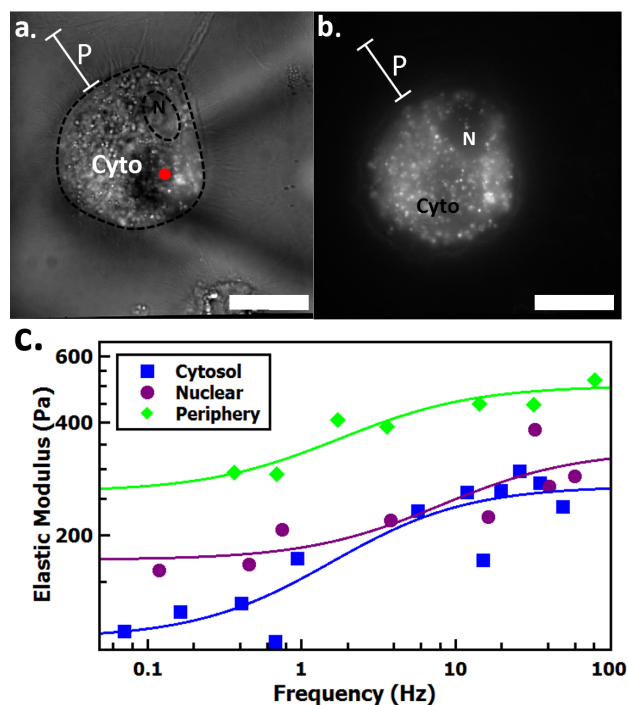 a.
P
N
Cyto
b.
P
N
Cyto
c.
600
400
200
Elastic Modulus (Pa)
Cytosol
Nuclear
Periphery
0.1
1
10
100
Frequency (Hz)